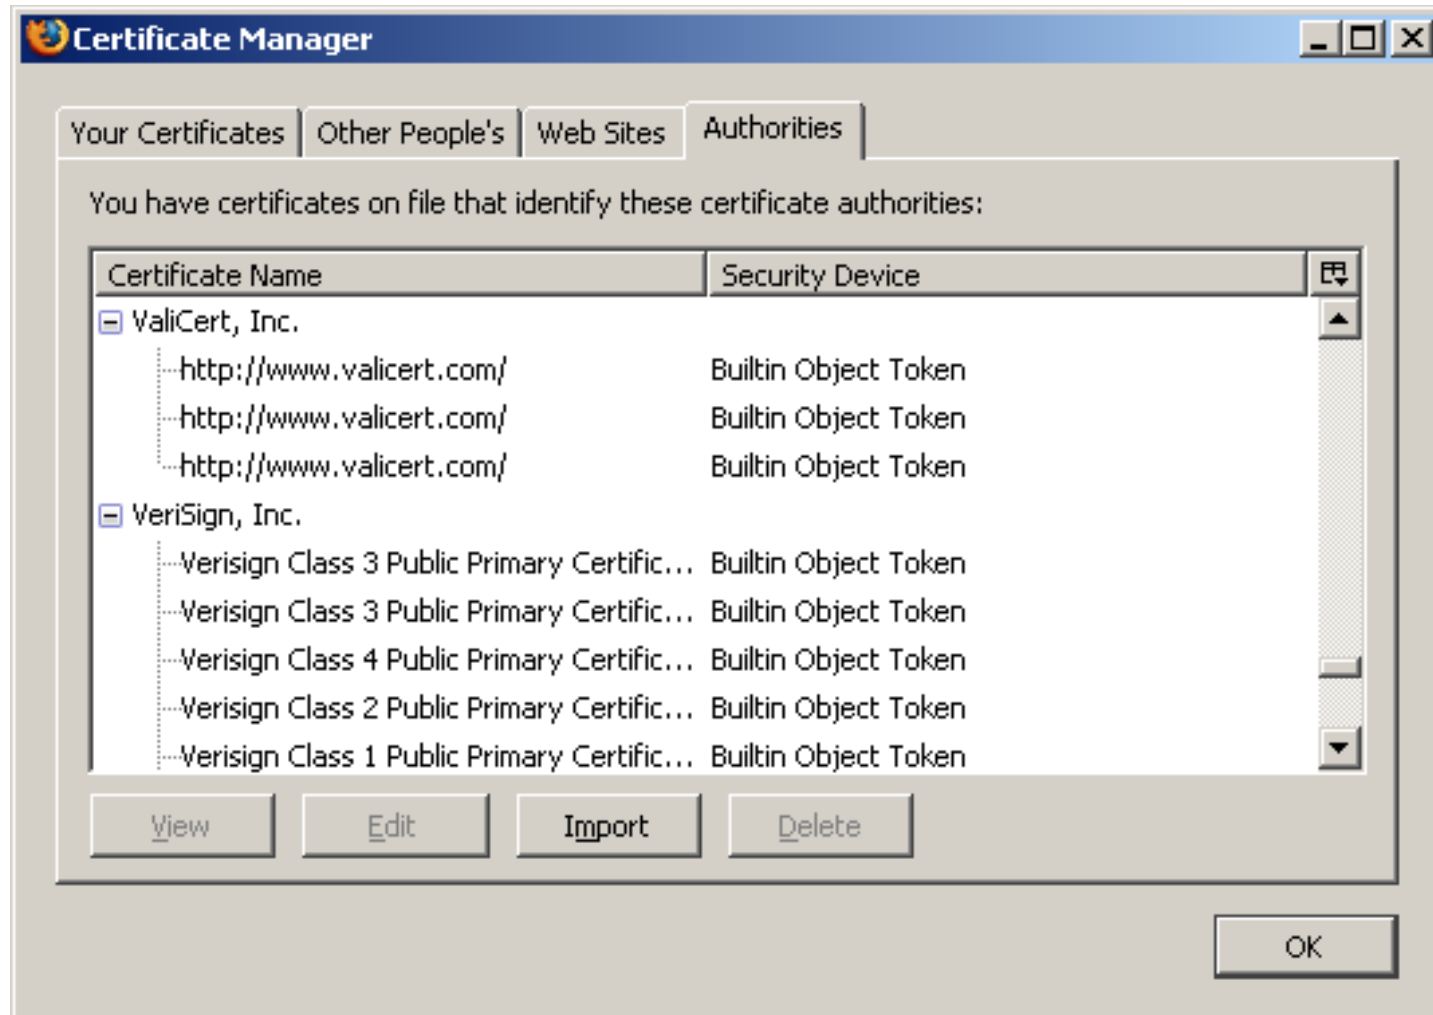 Certificate Manager
Your Certificates Other People's Web Sites Authorities
You have certificates on file that identify these certificate authorities:
Certificate Name Security Device
ValiCert, Inc.
http://www.valicert.com/ Builtin Object Token
http://www.valicert.com/ Builtin Object Token
http://www.valicert.com/ Builtin Object Token
VeriSign, Inc.
Verisign Class 3 Public Primary Certific... Builtin Object Token
Verisign Class 3 Public Primary Certific... Builtin Object Token
Verisign Class 4 Public Primary Certific... Builtin Object Token
Verisign Class 2 Public Primary Certific... Builtin Object Token
Verisign Class 1 Public Primary Certific... Builtin Object Token
View Edit Import Delete
OK